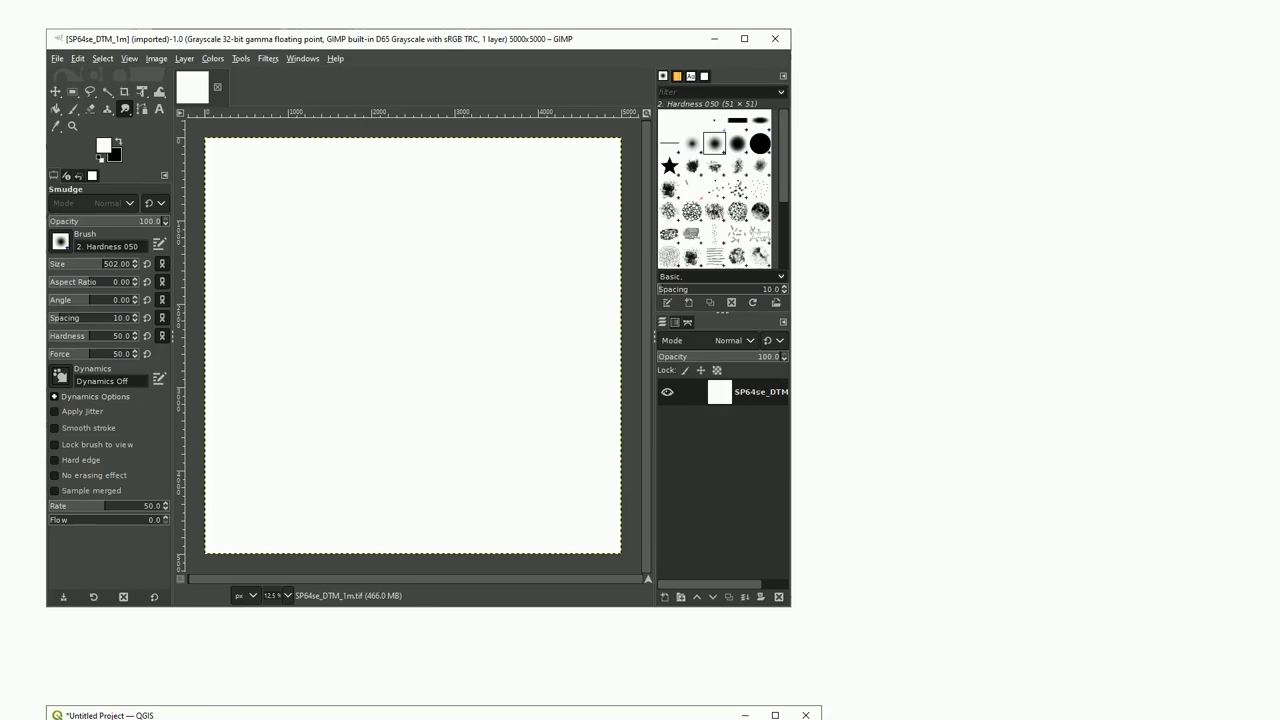 [SP64se_DTM_1m] (imported)-1.0 (Grayscale 32-bit gamma floating point, GIMP built-in D65 Grayscale with sRGB TRC, 1 layer) 5000x5000 – GIMP
File Edit Select View Image Layer Colors Tools Filters Windows Help
filter
2. Hardness 050 (51 × 51)
0 1000 2000 3000 4000 5000
Smudge
Mode Normal
Opacity 100.0
Brush
2. Hardness 050
Size 502.00
Aspect Ratio 0.00
Angle 0.00
Spacing 10.0
Hardness 50.0
Force 50.0
Dynamics
Dynamics Off
Dynamics Options
Apply Jitter
Smooth stroke
Lock brush to view
Hard edge
No erasing effect
Sample merged
Rate 50.0
Flow 0.0
Basic,
Spacing 10.0
Mode Normal
Opacity 100.0
Lock:
SP64se_DTM
px 12.5 % SP64se_DTM_1m.tif (466.0 MB)
*Untitled Project — QGIS